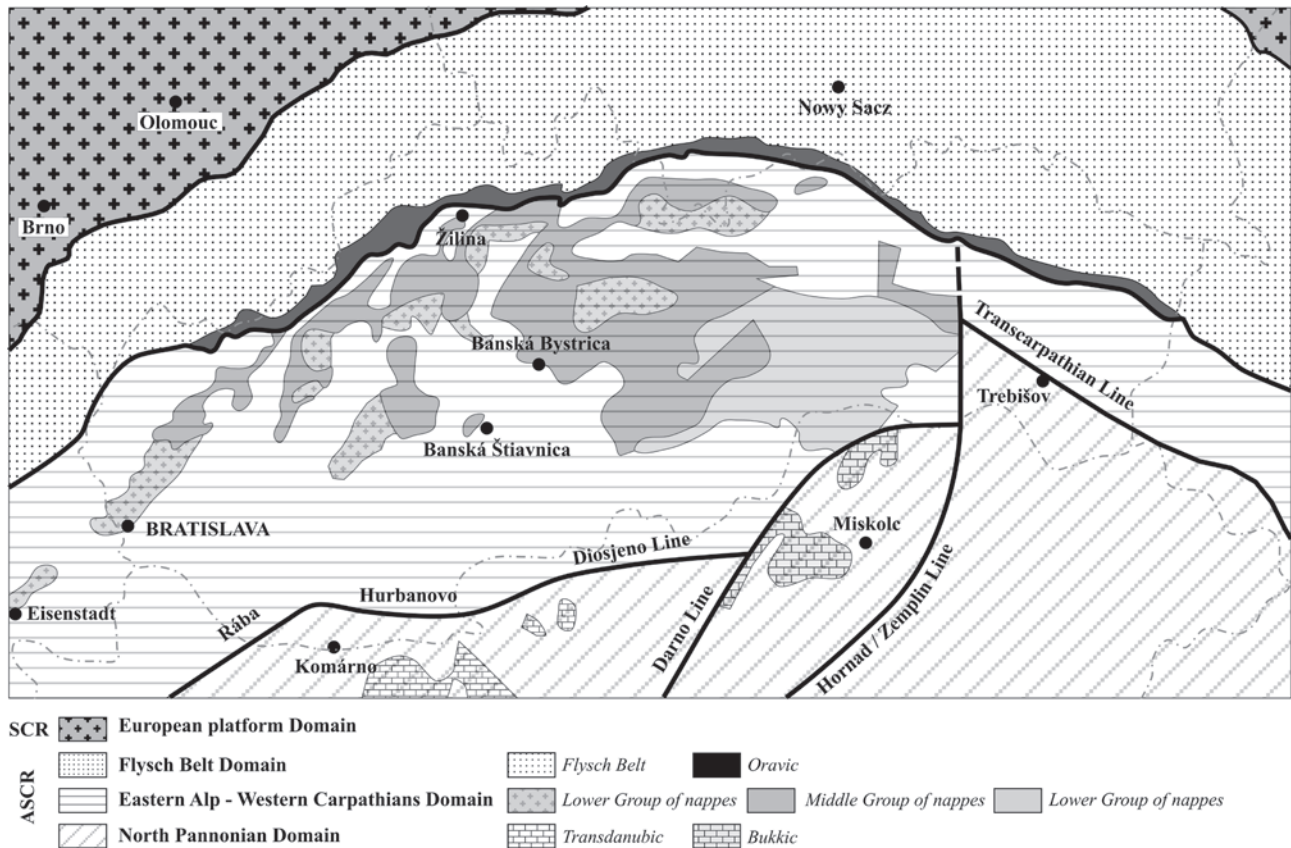 Olomouc
Nowy Sacz
Brno
Žilina
Banská Bystrica
Transcarpathian Line
Trebišov
Banská Štiavnica
BRATISLAVA
Miskolc
Diosjeno Line
Hurbanovo
Eisenstadt
Rába
Darno Line
Hornad / Zemplin Line
Komárno
SCR European platform Domain
ASCR
Flysch Belt Domain Flysch Belt Oravic
Eastern Alp - Western Carpathians Domain Lower Group of nappes Middle Group of nappes Lower Group of nappes
North Pannonian Domain Transdanubic Bukkic